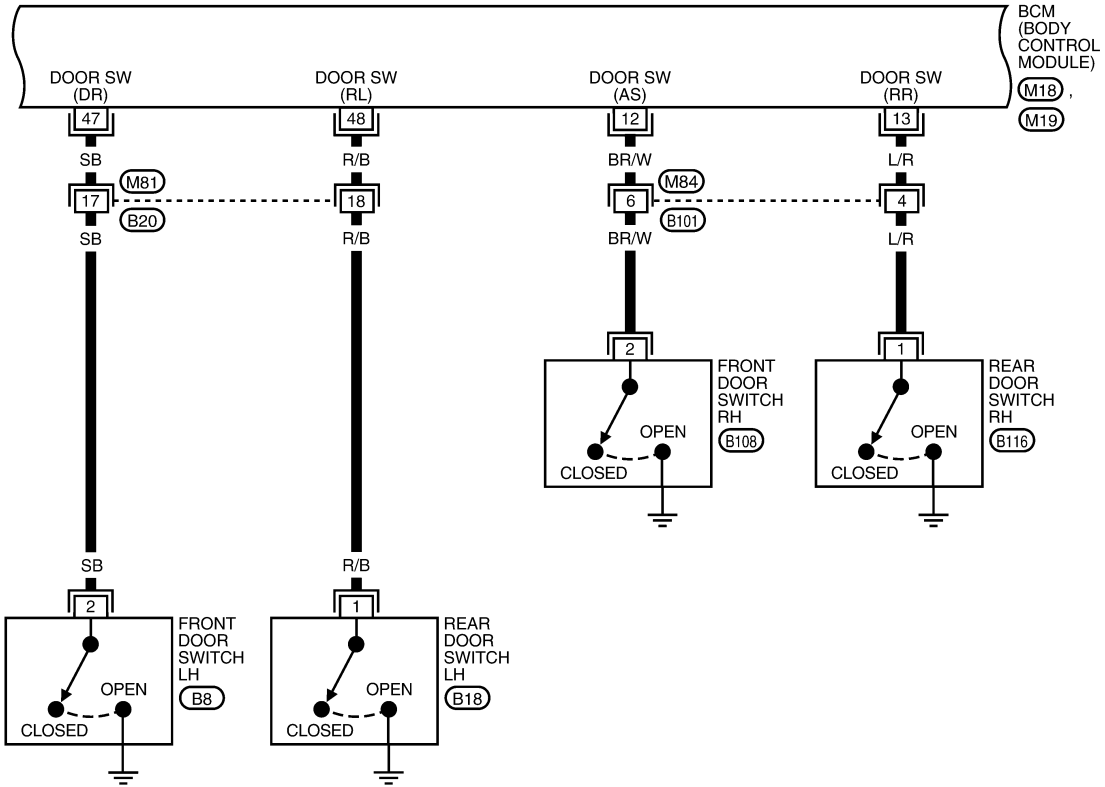 BCM
(BODY
CONTROL
MODULE)
M18 ,
M19
DOOR SW
(DR)
DOOR SW
(RL)
DOOR SW
(AS)
DOOR SW
(RR)
47
48
12
13
SB
R/B
BR/W
L/R
M81
M84
17
18
6
4
B20
B101
SB
R/B
BR/W
L/R
2
1
FRONT
DOOR
SWITCH
RH
B108
OPEN
CLOSED
REAR
DOOR
SWITCH
RH
B116
OPEN
CLOSED
SB
R/B
2
1
FRONT
DOOR
SWITCH
LH
B8
OPEN
CLOSED
REAR
DOOR
SWITCH
LH
B18
OPEN
CLOSED